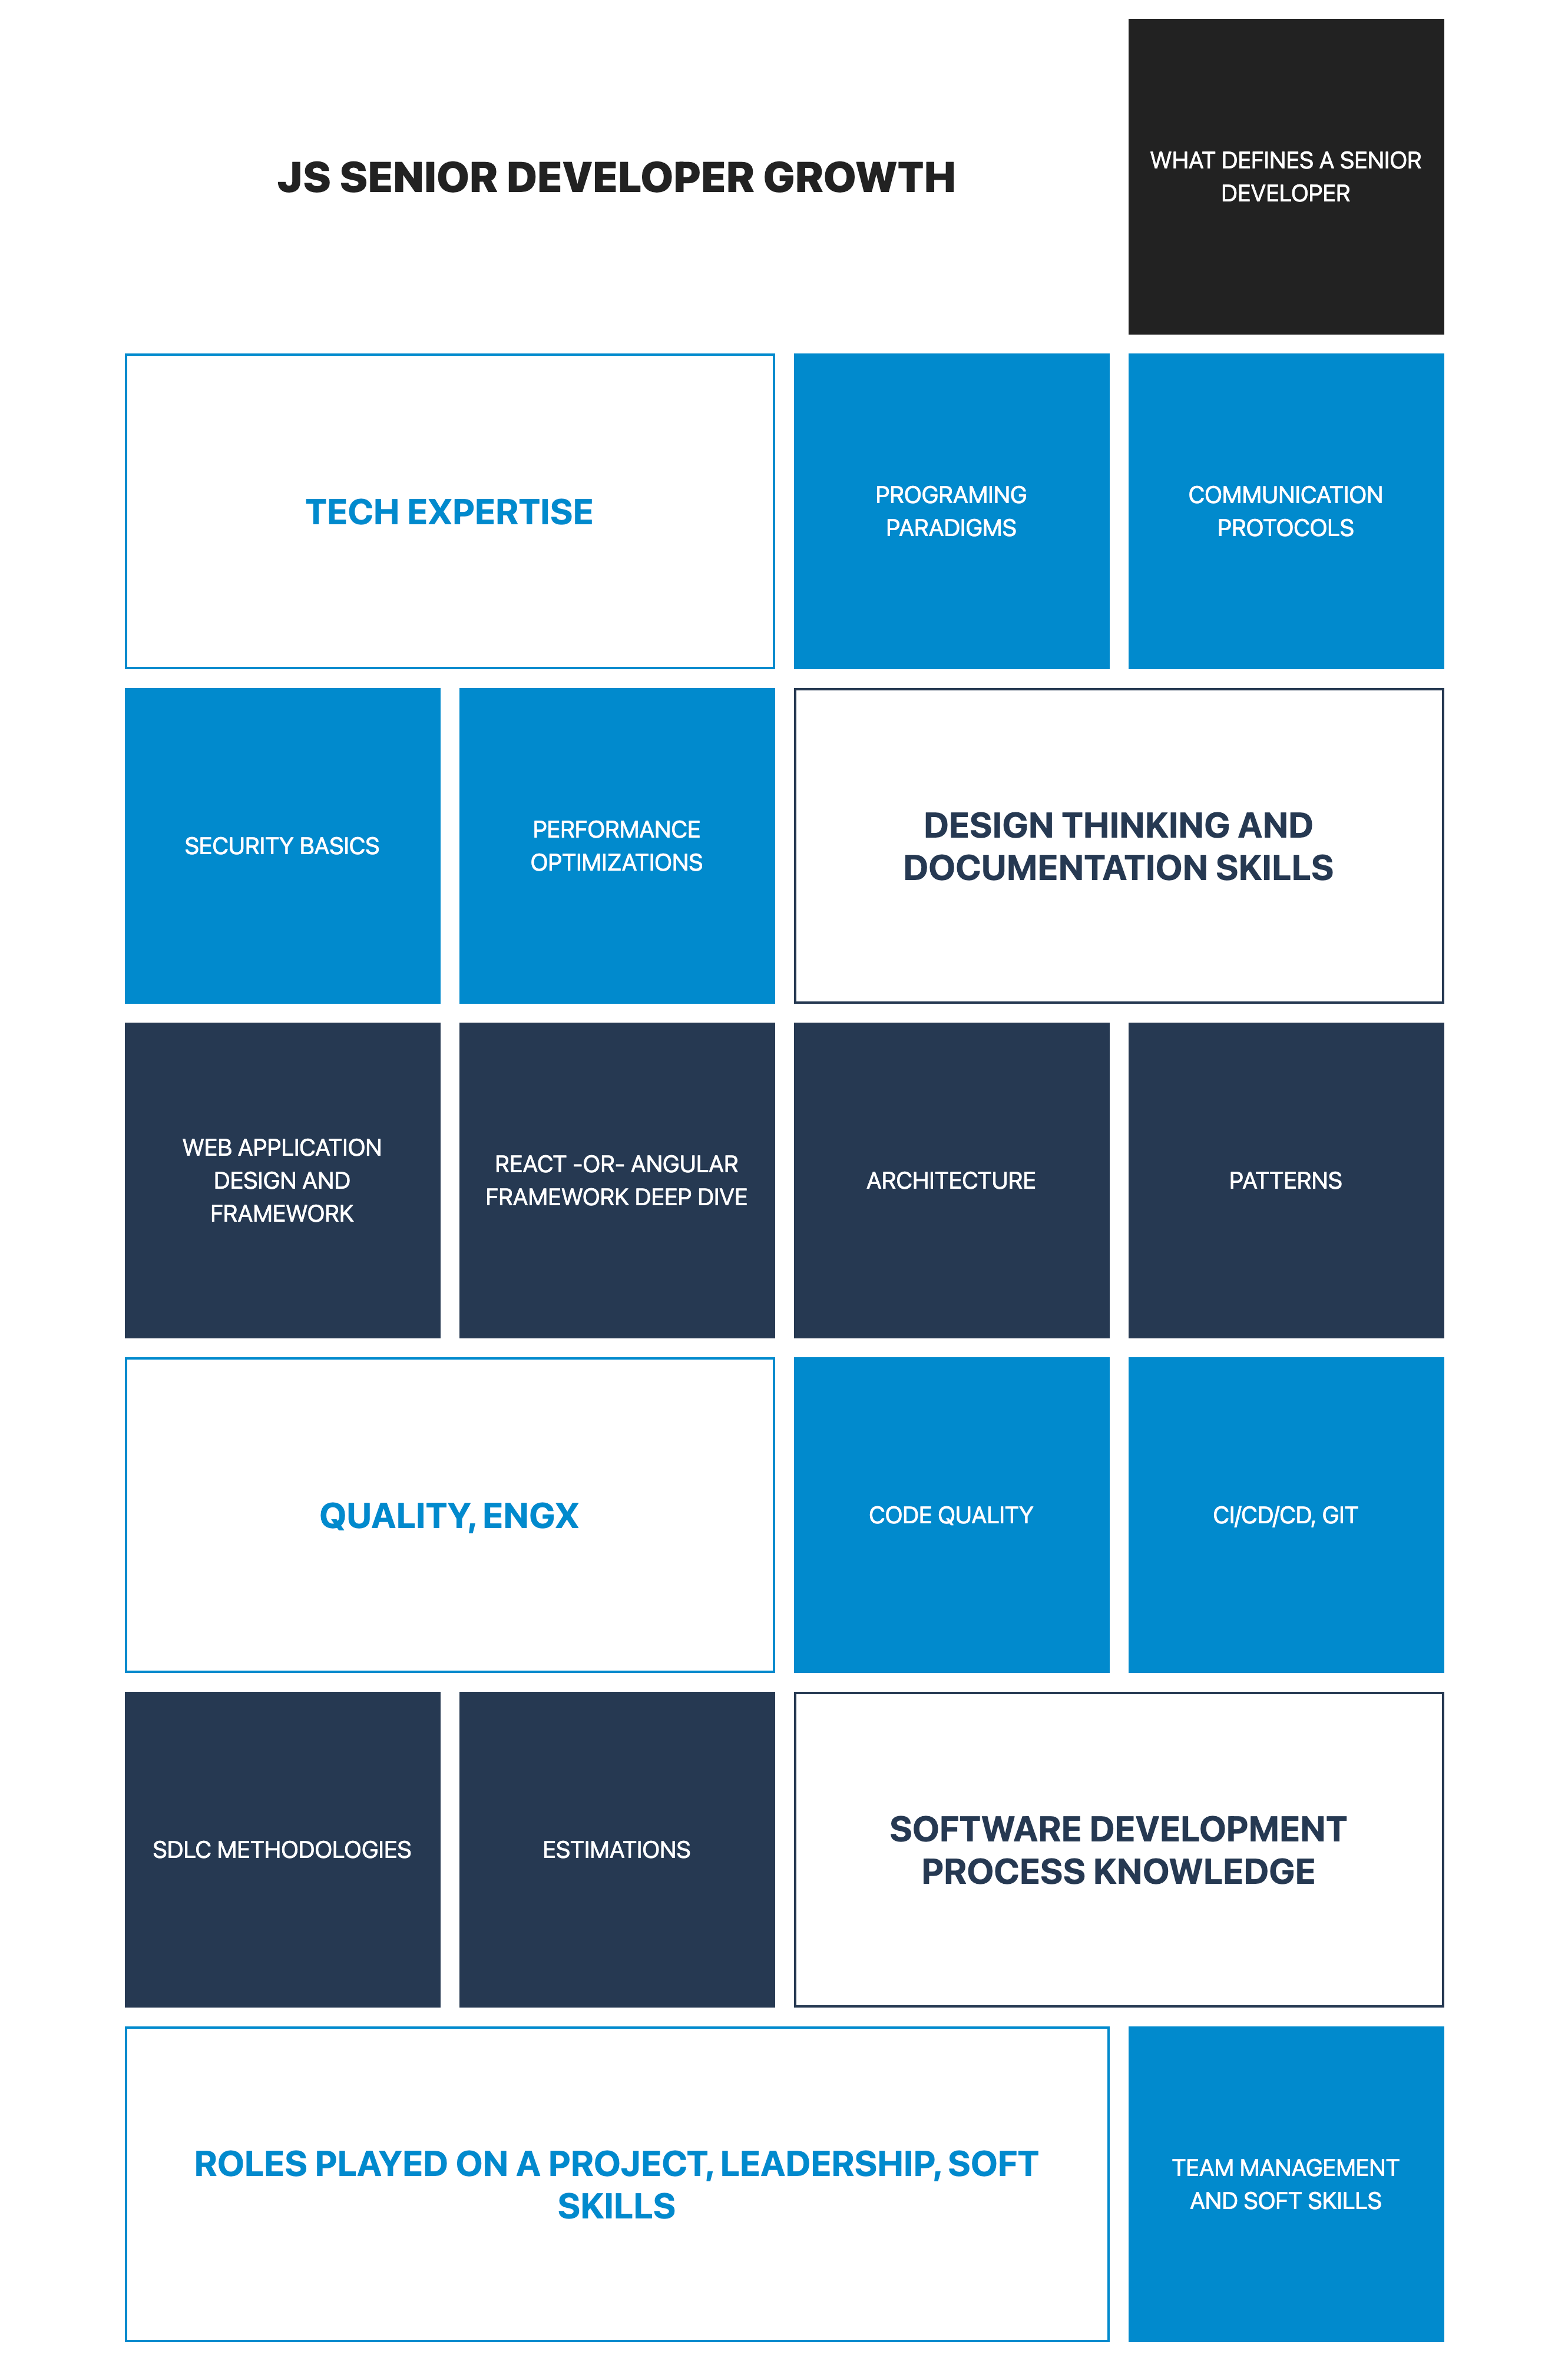 JS SENIOR DEVELOPER GROWTH
WHAT DEFINES A SENIOR
DEVELOPER
TECH EXPERTISE
PROGRAMING
PARADIGMS
COMMUNICATION
PROTOCOLS
SECURITY BASICS
PERFORMANCE
OPTIMIZATIONS
DESIGN THINKING AND
DOCUMENTATION SKILLS
WEB APPLICATION
DESIGN AND
FRAMEWORK
REACT -OR- ANGULAR
FRAMEWORK DEEP DIVE
ARCHITECTURE
PATTERNS
QUALITY, ENGX
CODE QUALITY
CI/CD/CD, GIT
SDLC METHODOLOGIES
ESTIMATIONS
SOFTWARE DEVELOPMENT
PROCESS KNOWLEDGE
ROLES PLAYED ON A PROJECT, LEADERSHIP, SOFT
SKILLS
TEAM MANAGEMENT
AND SOFT SKILLS